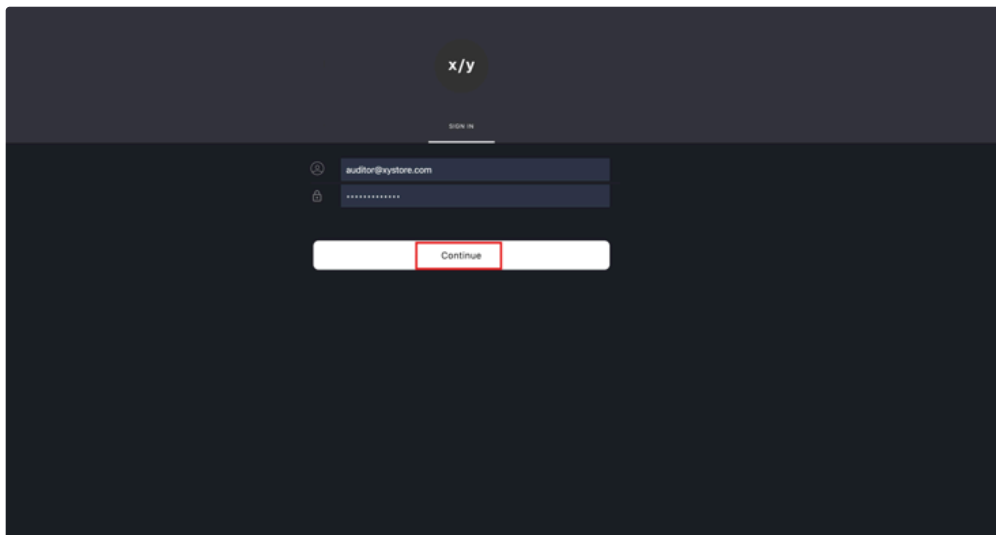 x/y
SIGN IN
auditor@xystore.com
•••••••••••••
Continue